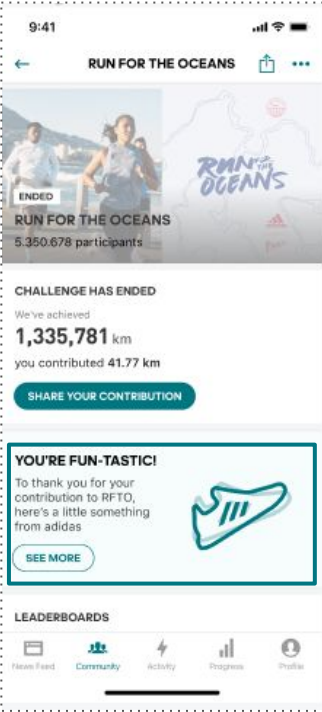 9:41
RUN FOR THE OCEANS
RUN FOR THE OCEANS
ENDED
RUN FOR THE OCEANS
5.350.678 participants
CHALLENGE HAS ENDED
We've achieved
1,335,781 km
you contributed 41.77 km
SHARE YOUR CONTRIBUTION
YOU'RE FUN-TASTIC!
To thank you for your
contribution to RFTO,
here's a little something
from adidas
SEE MORE
LEADERBOARDS
News Feed Community Activity Progress Profile